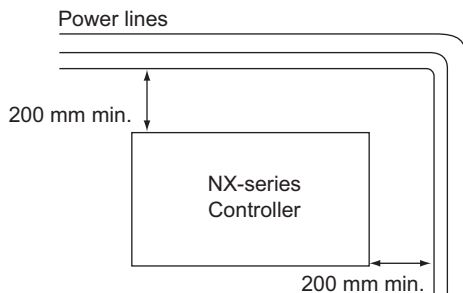 Power lines
200 mm min.
NX-series
Controller
200 mm min.